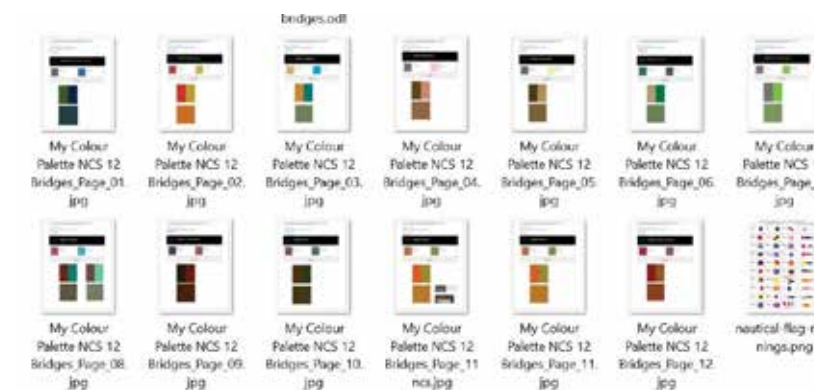 bridges.odt
My Colour Palette NCS 12 Bridges_Page_01.jpg
My Colour Palette NCS 12 Bridges_Page_02.jpg
My Colour Palette NCS 12 Bridges_Page_03.jpg
My Colour Palette NCS 12 Bridges_Page_04.jpg
My Colour Palette NCS 12 Bridges_Page_05.jpg
My Colour Palette NCS 12 Bridges_Page_06.jpg
My Colour Palette NCS Bridges_Page_
My Colour Palette NCS 12 Bridges_Page_08.jpg
My Colour Palette NCS 12 Bridges_Page_09.jpg
My Colour Palette NCS 12 Bridges_Page_10.jpg
My Colour Palette NCS 12 Bridges_Page_11 ncs.jpg
My Colour Palette NCS 12 Bridges_Page_11.jpg
My Colour Palette NCS 12 Bridges_Page_12.jpg
nautical-flag-
nings.png